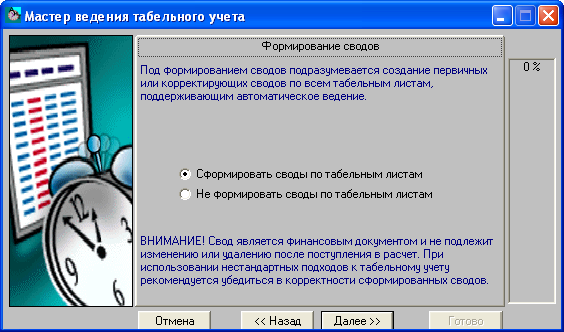 Мастер ведения табельного учета
Формирование сводов
0 %
Под формированием сводов подразумевается создание первичных
или корректирующих сводов по всем табельным листам,
поддерживающим автоматическое ведение.
12
Сформировать своды по табельным листам
Не формировать своды по табельным листам
ВНИМАНИЕ! Свод является финансовым документом и не подлежит
изменению или удалению после поступления в расчет. При
использовании нестандартных подходов к табельному учету
рекомендуется убедиться в корректности сформированных сводов.
Отмена
<< Назад
Далее >>
Готово